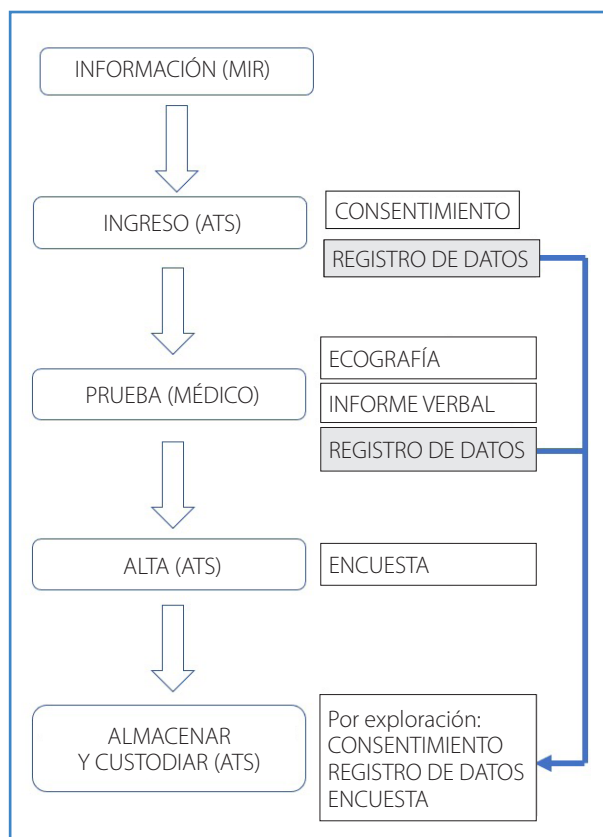 INFORMACIÓN (MIR)
INGRESO (ATS)
CONSENTIMIENTO
REGISTRO DE DATOS
PRUEBA (MÉDICO)
ECOGRAFÍA
INFORME VERBAL
REGISTRO DE DATOS
ALTA (ATS)
ENCUESTA
ALMACENAR
Y CUSTODIAR (ATS)
Por exploración:
CONSENTIMIENTO
REGISTRO DE DATOS
ENCUESTA